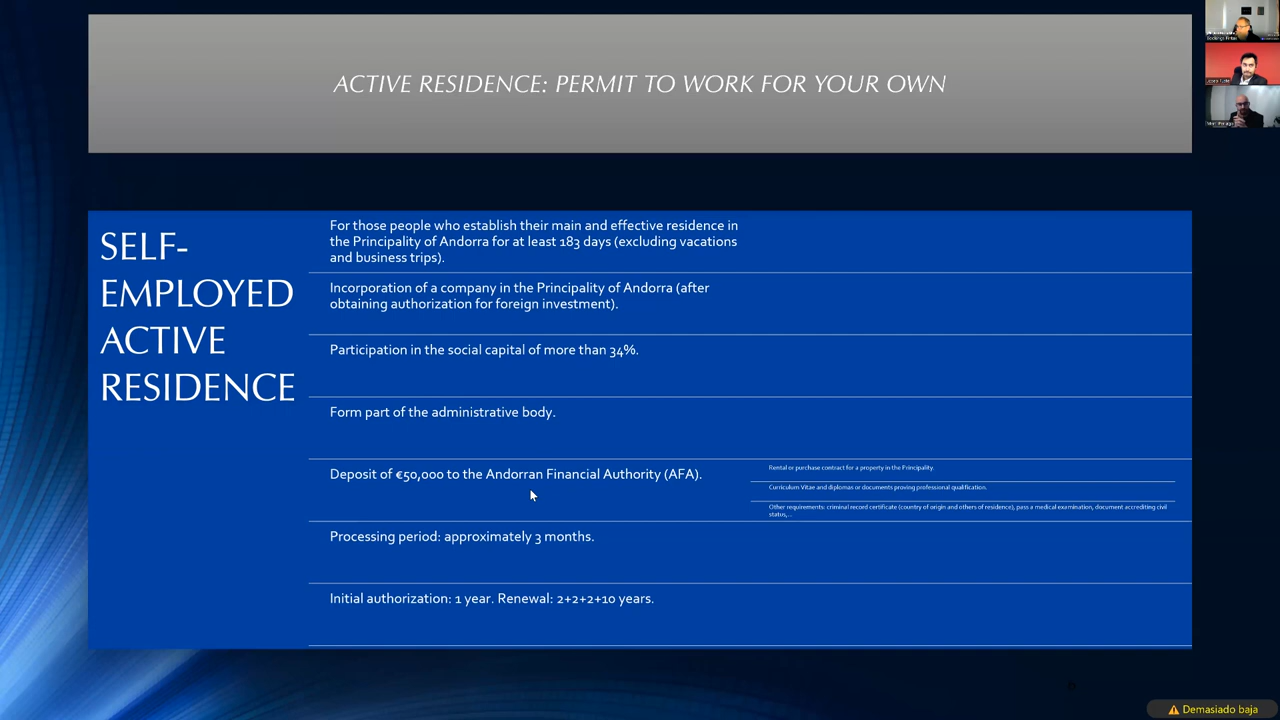 ACTIVE RESIDENCE: PERMIT TO WORK FOR YOUR OWN
SELF-
EMPLOYED
ACTIVE
RESIDENCE
For those people who establish their main and effective residence in
the Principality of Andorra for at least 183 days (excluding vacations
and business trips).
Incorporation of a company in the Principality of Andorra (after
obtaining authorization for foreign investment).
Participation in the social capital of more than 34%.
Form part of the administrative body.
Deposit of €50,000 to the Andorran Financial Authority (AFA).
Rental or purchase contract for a property in the Principality.
Curriculum Vitae and diplomas or documents proving professional qualification.
Other requirements: criminal record certificate (country of origin and others of residence), pass a medical examination, document accrediting civil
status,...
Processing period: approximately 3 months.
Initial authorization: 1 year. Renewal: 2+2+2+10 years.
Demasiado baja